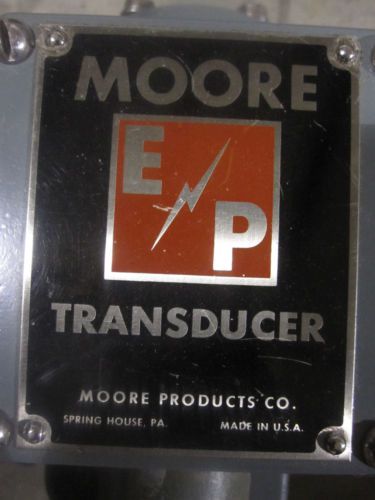 MOORE
E
P
TRANSDUCER
MOORE PRODUCTS CO.
SPRING HOUSE, PA. MADE IN U.S.A.